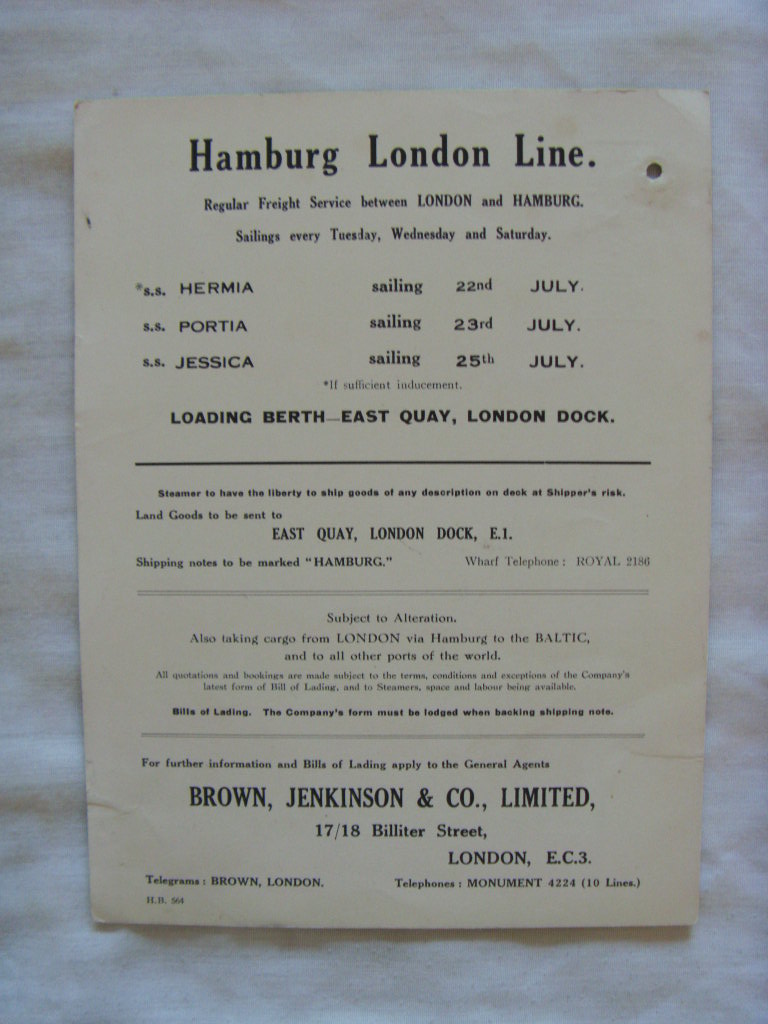 Hamburg London Line.
Regular Freight Service between LONDON and HAMBURG.
Sailings every Tuesday, Wednesday and Saturday.
*s.s. HERMIA sailing 22nd JULY.
s.s. PORTIA sailing 23rd JULY.
s.s. JESSICA sailing 25th JULY.
*If sufficient inducement.
LOADING BERTH—EAST QUAY, LONDON DOCK.
Steamer to have the liberty to ship goods of any description on deck at Shipper's risk.
Land Goods to be sent to
EAST QUAY, LONDON DOCK, E.1.
Shipping notes to be marked "HAMBURG." Wharf Telephone: ROYAL 2186
Subject to Alteration.
Also taking cargo from LONDON via Hamburg to the BALTIC,
and to all other ports of the world.
All quotations and bookings are made subject to the terms, conditions and exceptions of the Company's
latest form of Bill of Lading, and to Steamers, space and labour being available.
Bills of Lading. The Company's form must be lodged when backing shipping note.
For further information and Bills of Lading apply to the General Agents
BROWN, JENKINSON & CO., LIMITED,
17/18 Billiter Street,
LONDON, E.C.3.
Telegrams: BROWN, LONDON. Telephones: MONUMENT 4224 (10 Lines.)
H.B. 564